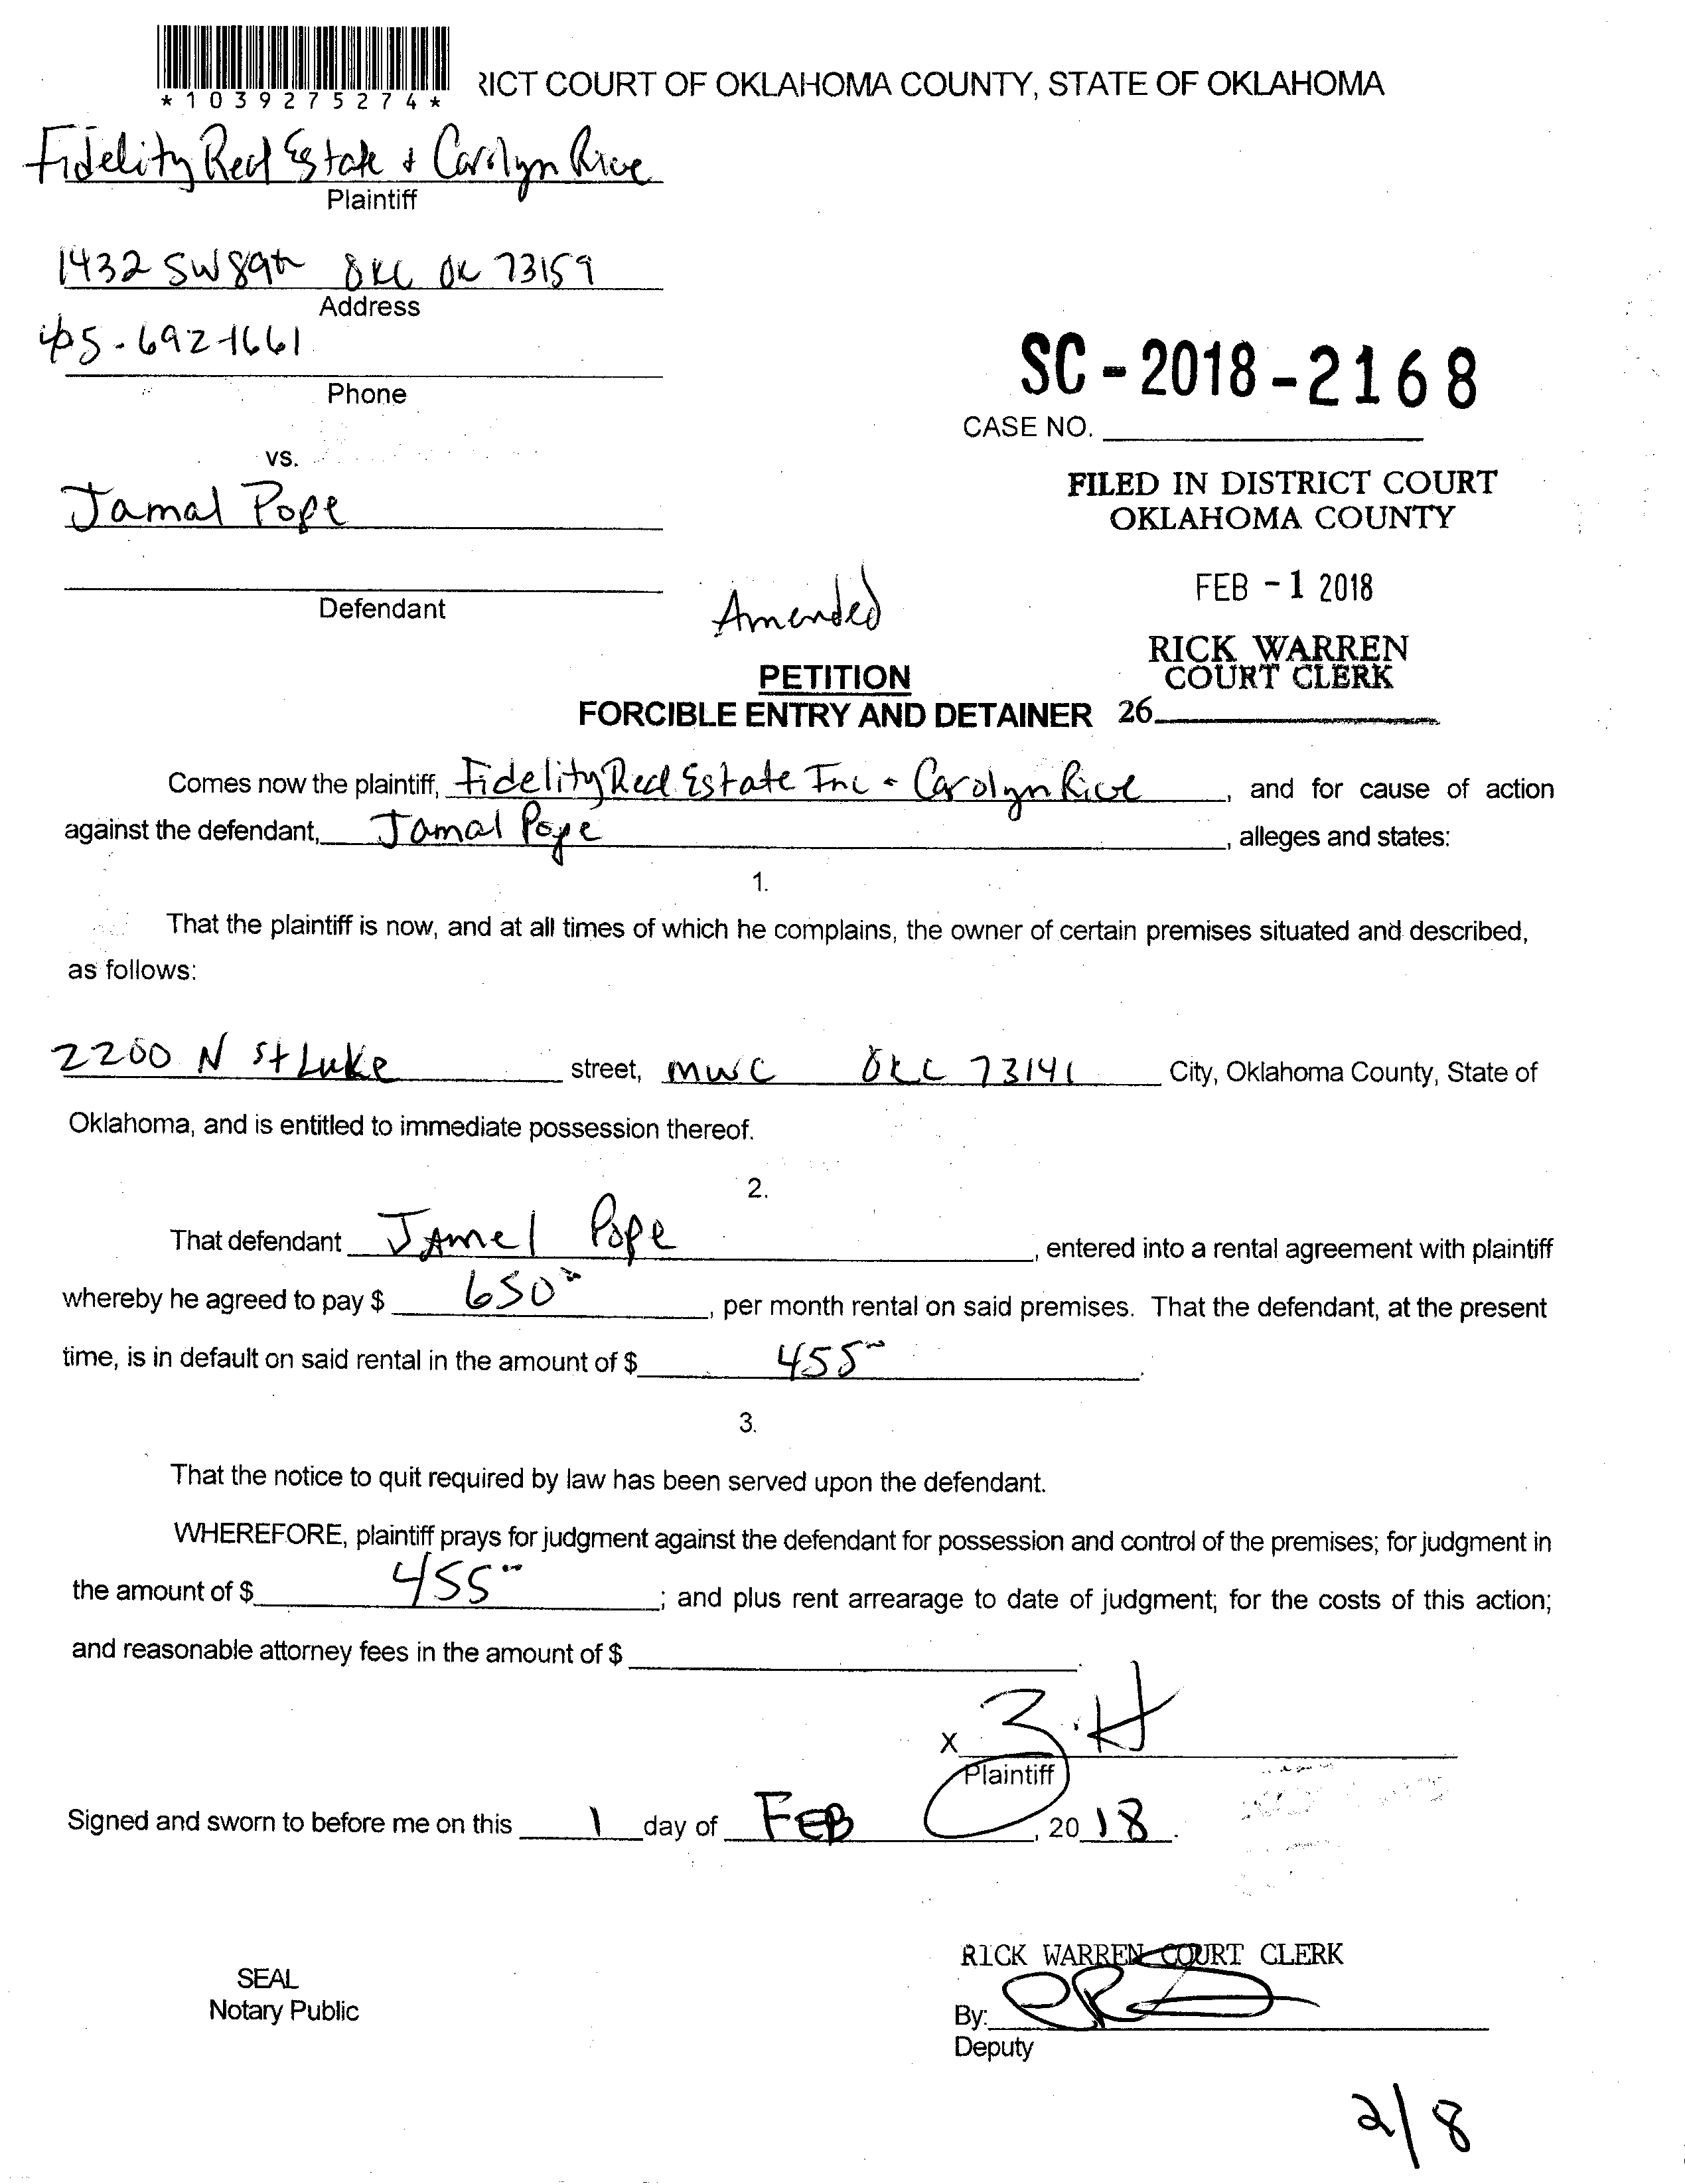 *1039275274*
RICT COURT OF OKLAHOMA COUNTY, STATE OF OKLAHOMA
Fidelity Real Estate + Carolyn Rice
Plaintiff
1432 SW 89th OKC OK 73159
Address
405-692-1661
Phone
SC-2018-2168
CASE NO.
vs.
Jamal Pope
FILED IN DISTRICT COURT
OKLAHOMA COUNTY
FEB -1 2018
Defendant
Amended
RICK WARREN
COURT CLERK
PETITION
FORCIBLE ENTRY AND DETAINER 26
Comes now the plaintiff, Fidelity Real Estate Inc - Carolyn Rice, and for cause of action
against the defendant, Jamal Pope, alleges and states:
1.
That the plaintiff is now, and at all times of which he complains, the owner of certain premises situated and described,
as follows:
2200 N St Luke street, MWC OKC 73141 City, Oklahoma County, State of
Oklahoma, and is entitled to immediate possession thereof.
2.
That defendant Jamel Pope, entered into a rental agreement with plaintiff
whereby he agreed to pay $ 650, per month rental on said premises. That the defendant, at the present
time, is in default on said rental in the amount of $ 455.
3.
That the notice to quit required by law has been served upon the defendant.
WHEREFORE, plaintiff prays for judgment against the defendant for possession and control of the premises; for judgment in
the amount of $ 455; and plus rent arrearage to date of judgment; for the costs of this action;
and reasonable attorney fees in the amount of $.
X
Plaintiff
Signed and sworn to before me on this 1 day of FEB, 2018.
RICK WARREN COURT CLERK
SEAL
Notary Public
By:
Deputy
2/8